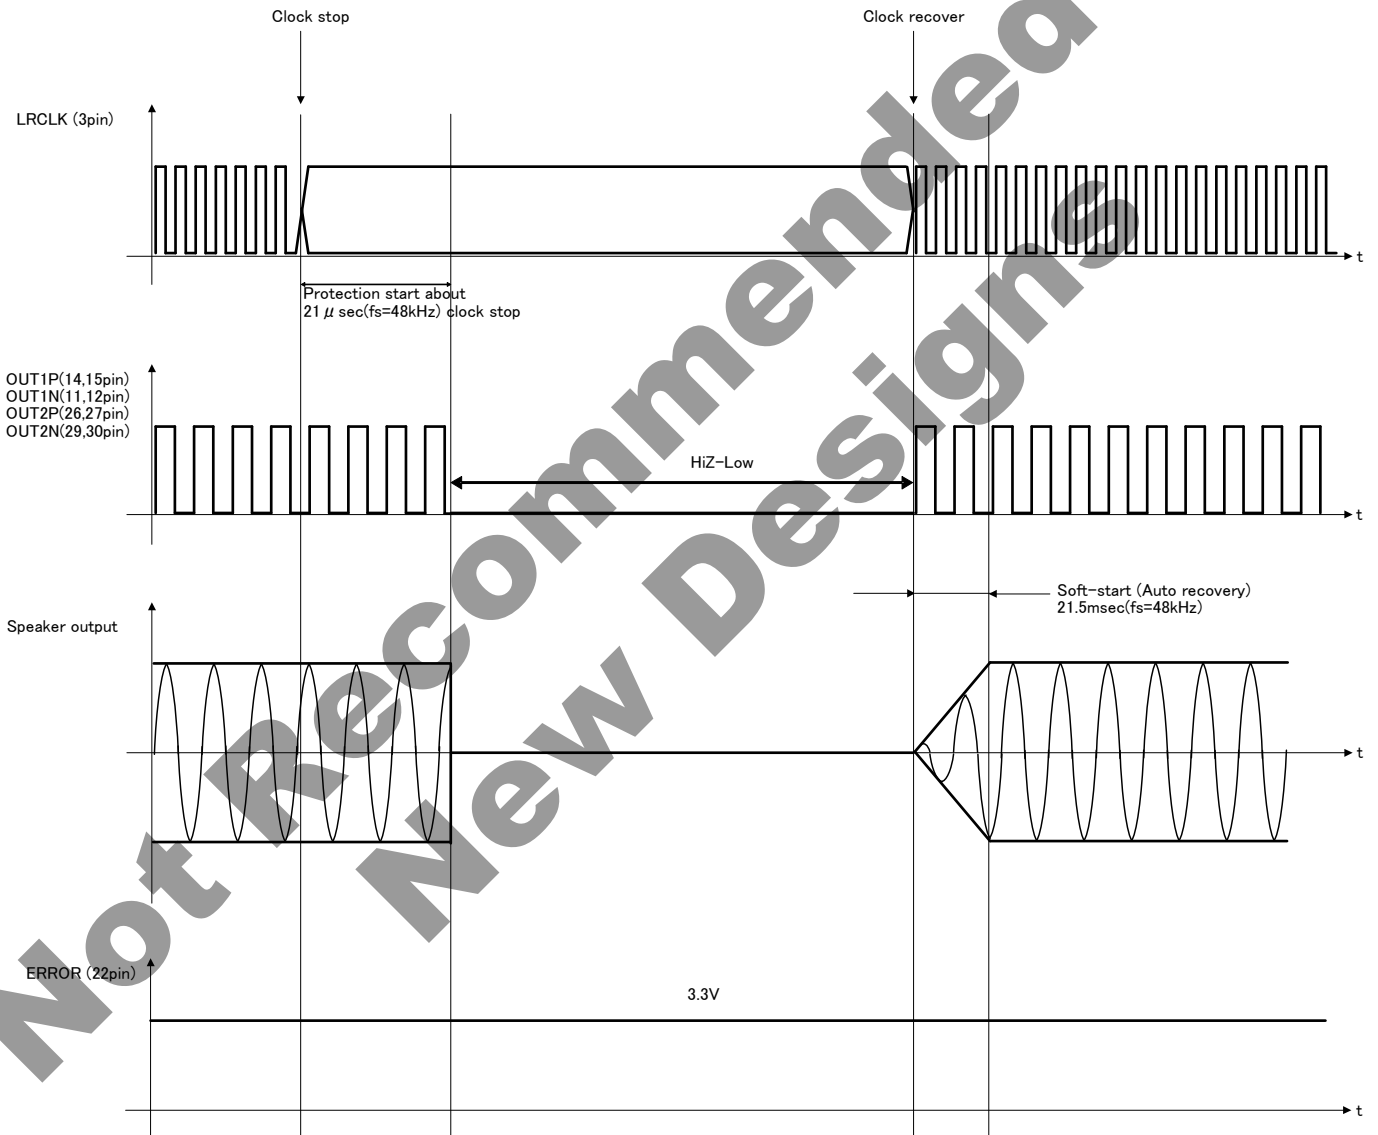 Clock stop
Clock recover
LRCLK (3pin)
t
Protection start about
21 μ sec(fs=48kHz) clock stop
OUT1P(14,15pin)
OUT1N(11,12pin)
OUT2P(26,27pin)
OUT2N(29,30pin)
HiZ-Low
t
Soft-start (Auto recovery)
21.5msec(fs=48kHz)
Speaker output
t
ERROR (22pin)
3.3V
t
Not Recommended
New Designs